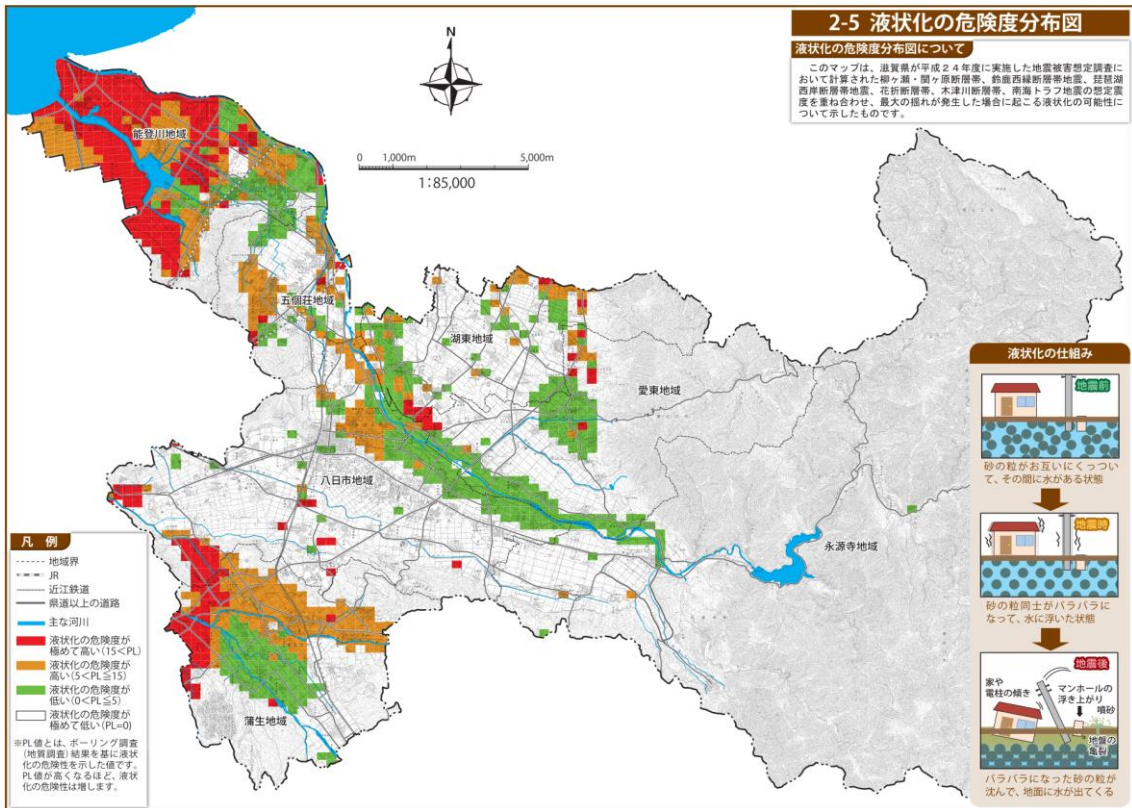 2-5 液状化の危険度分布図
液状化の危険度分布図について
このマップは、滋賀県が平成２４年度に実施した地震被害想定調査に
おいて計算された柳ヶ瀬・関ヶ原断層帯、鈴鹿西縁断層帯地震、琵琶湖
西岸断層帯地震、花折断層帯、木津川断層帯、南海トラフ地震の想定震
度を重ね合わせ、最大の揺れが発生した場合に起こる液状化の可能性に
ついて示したものです。
N
0 1,000m 5,000m
1:85,000
能登川地域
五個荘地域
湖東地域
愛東地域
八日市地域
永源寺地域
蒲生地域
凡 例
地域界
JR
近江鉄道
県道以上の道路
主な河川
液状化の危険度が
極めて高い(15<PL)
液状化の危険度が
高い(5<PL≦15)
液状化の危険度が
低い(0<PL≦5)
液状化の危険度が
極めて低い(PL=0)
※PL値とは、ボーリング調査
(地質調査)結果を基に液状
化の危険性を示した値です。
PL値が高くなるほど、液状
化の危険性は増します。
液状化の仕組み
地震前
砂の粒がお互いにくっつい
て、その間に水がある状態
地震時
砂の粒同士がバラバラに
なって、水に浮いた状態
地震後
家や
電柱の傾き
マンホールの
浮き上がり
噴砂
地盤の
亀裂
バラバラになった砂の粒が
沈んで、地面に水が出てくる